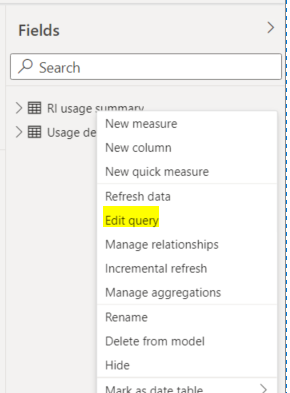 Fields
Search
RI usage summary
Usage de
New measure
New column
New quick measure
Refresh data
Edit query
Manage relationships
Incremental refresh
Manage aggregations
Rename
Delete from model
Hide
Mark as date table